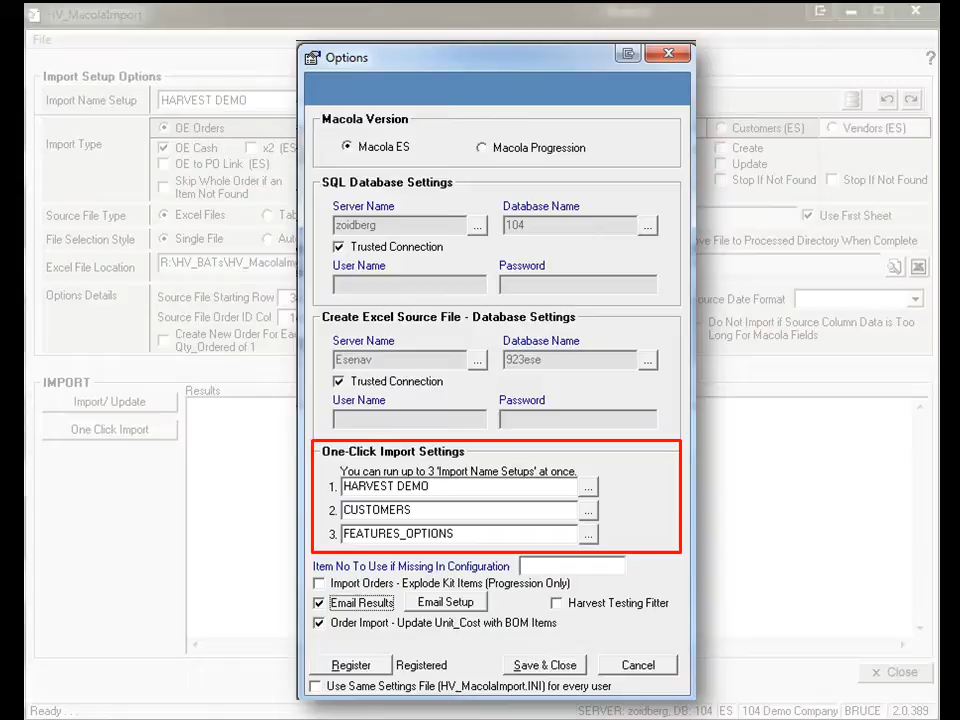 HV_MacolaImport
File
Import Setup Options
Import Name Setup HARVEST DEMO
Import Type OE Orders Customers (ES) Vendors (ES)
OE Cash x2 (ES Create
OE to PO Link (ES) Update
Skip Whole Order if an Item Not Found Stop If Not Found Stop If Not Found
Source File Type Excel Files Tab Use First Sheet
File Selection Style Single File Aut ve File to Processed Directory When Complete
Excel File Location R:\HV_BATs\HV_MacolaIm
Options Details Source File Starting Row 3 urce Date Format
Source File Order ID Col 1
Create New Order For Ea
Qty_Ordered of 1
Do Not Import if Source Column Data is Too
Long For Macola Fields
IMPORT
Import/ Update
One Click Import
Results
Options
Macola Version
Macola ES Macola Progression
SQL Database Settings
Server Name Database Name
zoidberg ... 104 ...
Trusted Connection
User Name Password
Create Excel Source File - Database Settings
Server Name Database Name
Esenav ... 923ese ...
Trusted Connection
User Name Password
One-Click Import Settings
You can run up to 3 'Import Name Setups' at once.
1. HARVEST DEMO ...
2. CUSTOMERS ...
3. FEATURES_OPTIONS ...
Item No To Use if Missing In Configuration
Import Orders - Explode Kit Items (Progression Only)
Email Results Email Setup Harvest Testing Fitter
Order Import - Update Unit_Cost with BOM Items
Register Registered Save & Close Cancel
Use Same Settings File (HV_MacolaImport.INI) for every user
Close
Ready . . . SERVER: zoidberg, DB: 104 ES 104 Demo Company BRUCE 2.0.389